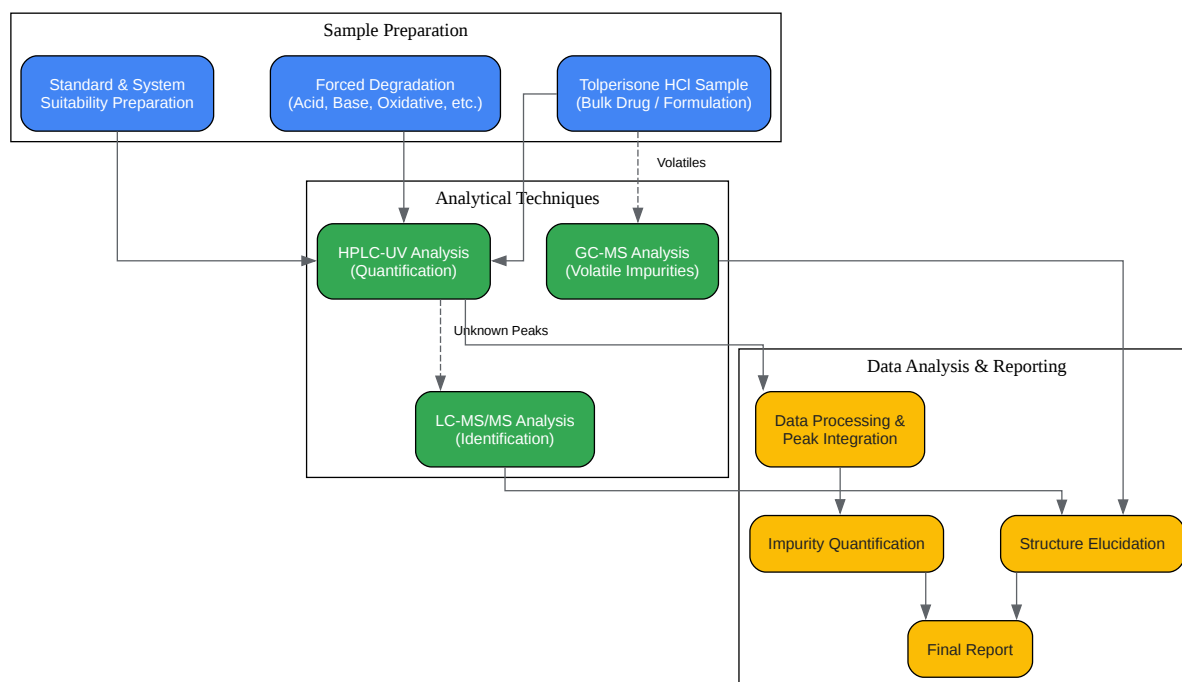 Sample Preparation
Standard & System
Suitability Preparation
Forced Degradation
(Acid, Base, Oxidative, etc.)
Tolperisone HCl Sample
(Bulk Drug / Formulation)
Volatiles
Analytical Techniques
HPLC-UV Analysis
(Quantification)
GC-MS Analysis
(Volatile Impurities)
Unknown Peaks
Data Analysis & Reporting
LC-MS/MS Analysis
(Identification)
Data Processing &
Peak Integration
Impurity Quantification
Structure Elucidation
Final Report